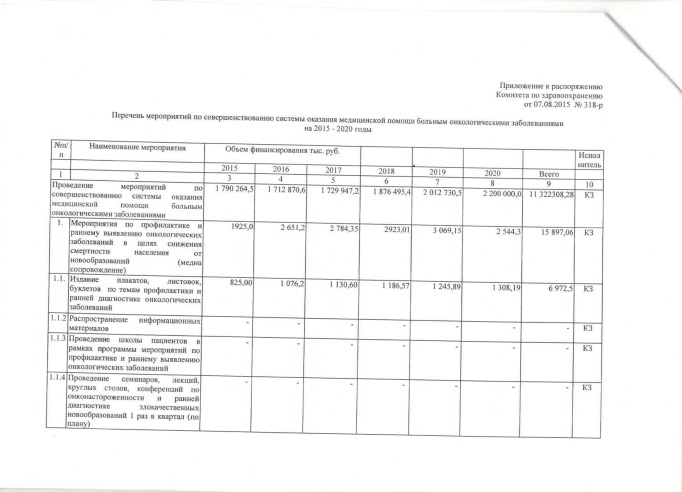 Приложение к распоряжению
Комитета по здравоохранению
от 07.08.2015 № 318-р
Перечень мероприятий по совершенствованию системы оказания медицинской помощи больным онкологическими заболеваниями
на 2015 - 2020 годы
№п/п Наименование мероприятия Объем финансирования тыс. руб. Исполнитель
2015 2016 2017 2018 2019 2020 Всего
1 2 3 4 5 6 7 8 9 10
Проведение мероприятий по 1 790 264,5 1 712 870,6 1 729 947,2 1 876 495,4 2 012 730,5 2 200 000,0 11 322308,28 КЗ
совершенствованию системы оказания
медицинской помощи больным
онкологическими заболеваниями
1. Мероприятия по профилактике и 1925,0 2 651,2 2 784,35 2923,01 3 069,15 2 544,3 15 897,06 КЗ
раннему выявлению онкологических
заболеваний в целях снижения
смертности населения от
новообразований (медиа
сопровождение)
1.1. Издание плакатов, листовок, 825,00 1 076,2 1 130,60 1 186,57 1 245,89 1 308,19 6 972,5 КЗ
буклетов по темам профилактики и
ранней диагностике онкологических
заболеваний
1.1.2 Распространение информационных - - - - - - - КЗ
материалов
1.1.3 Проведение школы пациентов в - - - - - - - КЗ
рамках программы мероприятий по
профилактике и раннему выявлению
онкологических заболеваний
1.1.4 Проведение семинаров, лекций, - - - - - - - КЗ
круглых столов, конференций по
онконастороженности и ранней
диагностике злокачественных
новообразований 1 раз в квартал (по
плану)